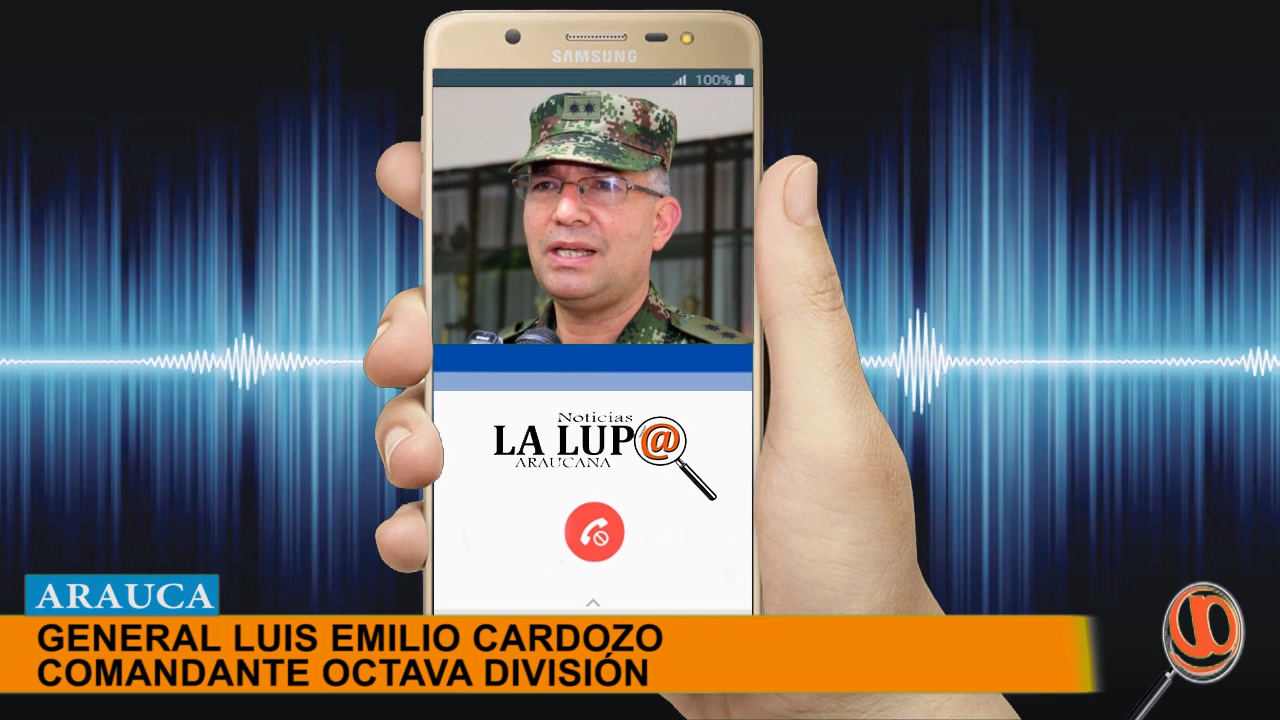 SAMSUNG
100%
Noticias
LA LUP@
ARAUCANA
ARAUCA
GENERAL LUIS EMILIO CARDOZO
COMANDANTE OCTAVA DIVISIÓN